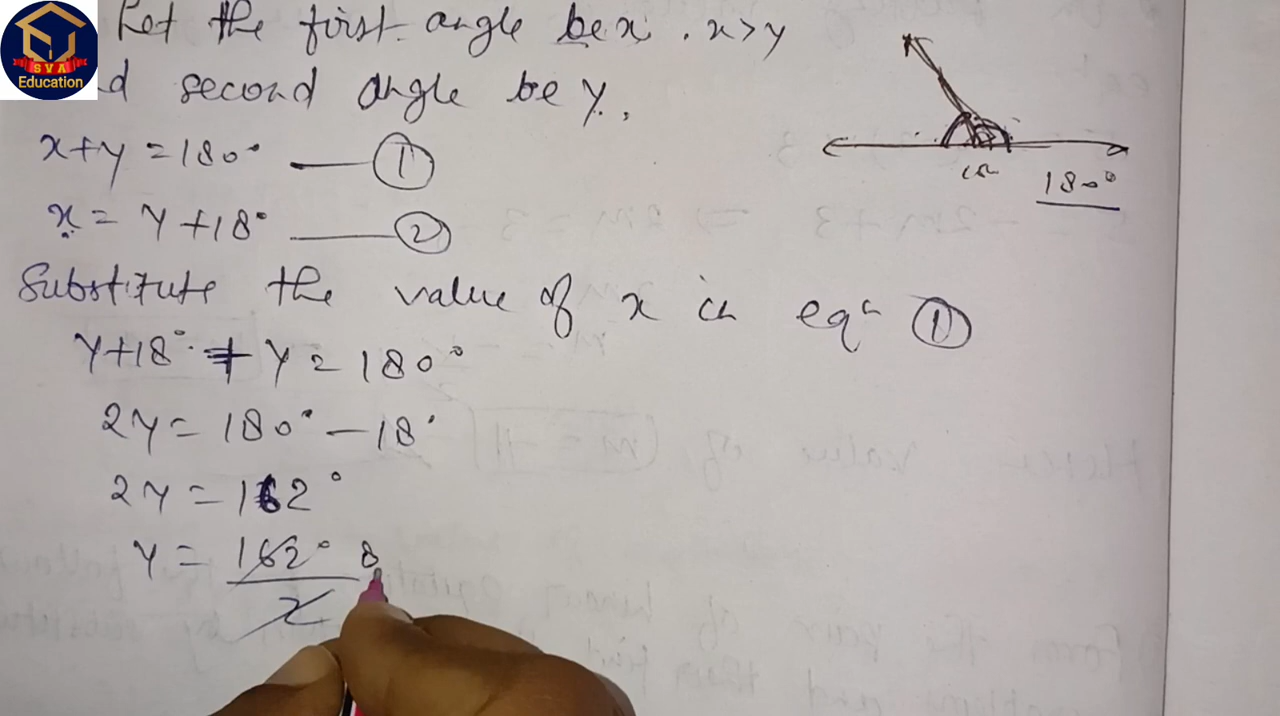 SVA
Education
Let the first angle be x. x>y
second angle be y.
x+y=180° ①
x = y+18° ②
180°
Substitute the value of x in eqn ①
y+18° + y = 180°
2y = 180° – 18°
2y = 162°
y = 162° 8
2